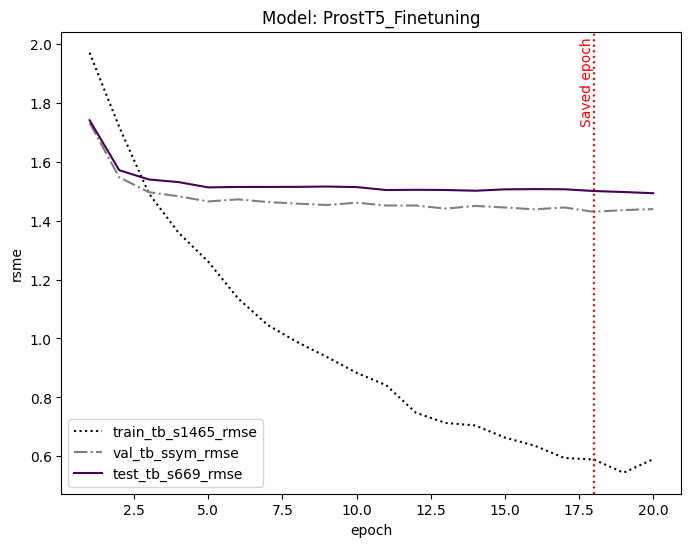 Model: ProstT5_Finetuning
2.0
1.8
1.6
1.4
1.2
1.0
0.8
0.6
rsme
Saved epoch
train_tb_s1465_rmse
val_tb_ssym_rmse
test_tb_s669_rmse
2.5
5.0
7.5
10.0
12.5
15.0
17.5
20.0
epoch